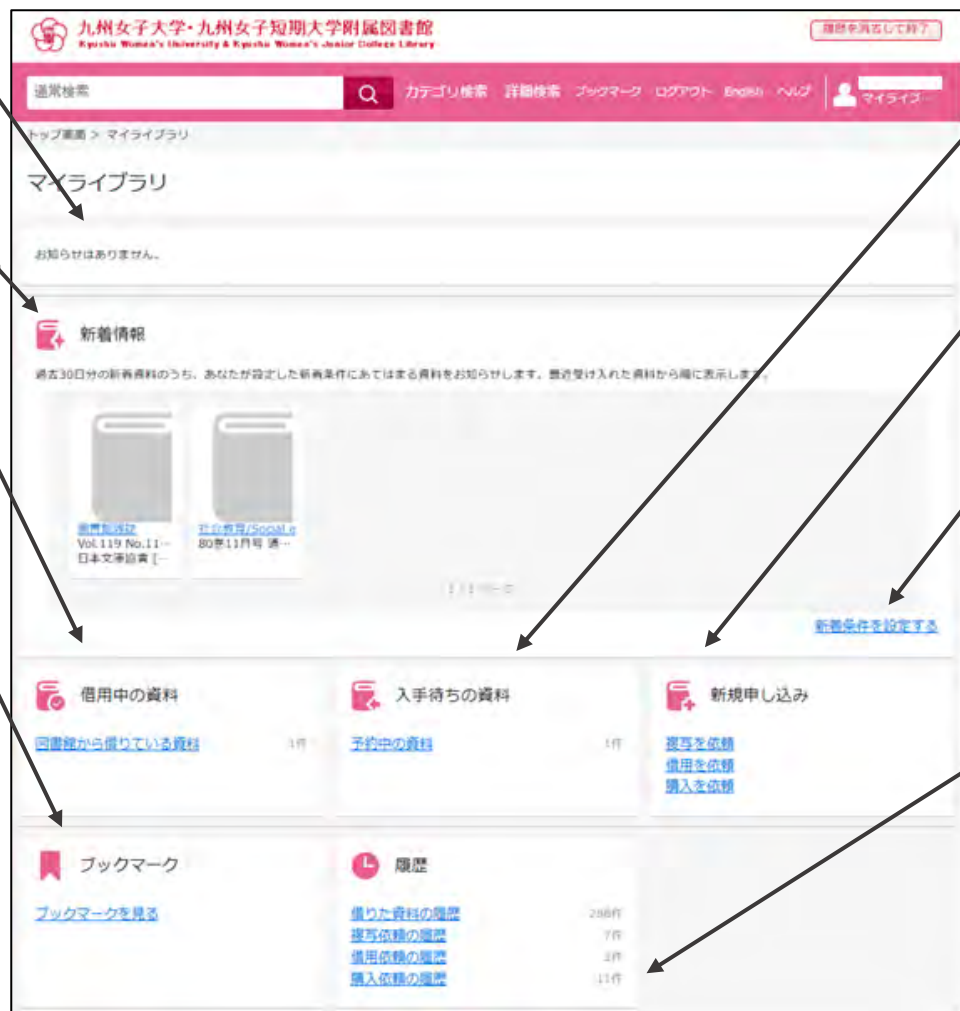 九州女子大学・九州女子短期大学附属図書館
Kyushu Women's University & Kyushu Women's Junior College Library
履歴を消去して終了
通常検索
カテゴリ検索 詳細検索 ブックマーク ログアウト English ヘルプ
マイライブ…
トップ画面 > マイライブラリ
マイライブラリ
お知らせはありません。
新着情報
過去30日分の新着資料のうち、あなたが設定した新着条件にあてはまる資料をお知らせします。最近受け入れた資料から順に表示します。
Vol.119 No.11…
社会教育/Social e
80巻11月号 通…
新着条件を設定する
借用中の資料
図書館から借りている資料 1件
入手待ちの資料
予約中の資料 1件
新規申し込み
複写を依頼
借用を依頼
購入を依頼
ブックマーク
ブックマークを見る
履歴
借りた資料の履歴
複写依頼の履歴 7件
借用依頼の履歴
購入依頼の履歴 11件